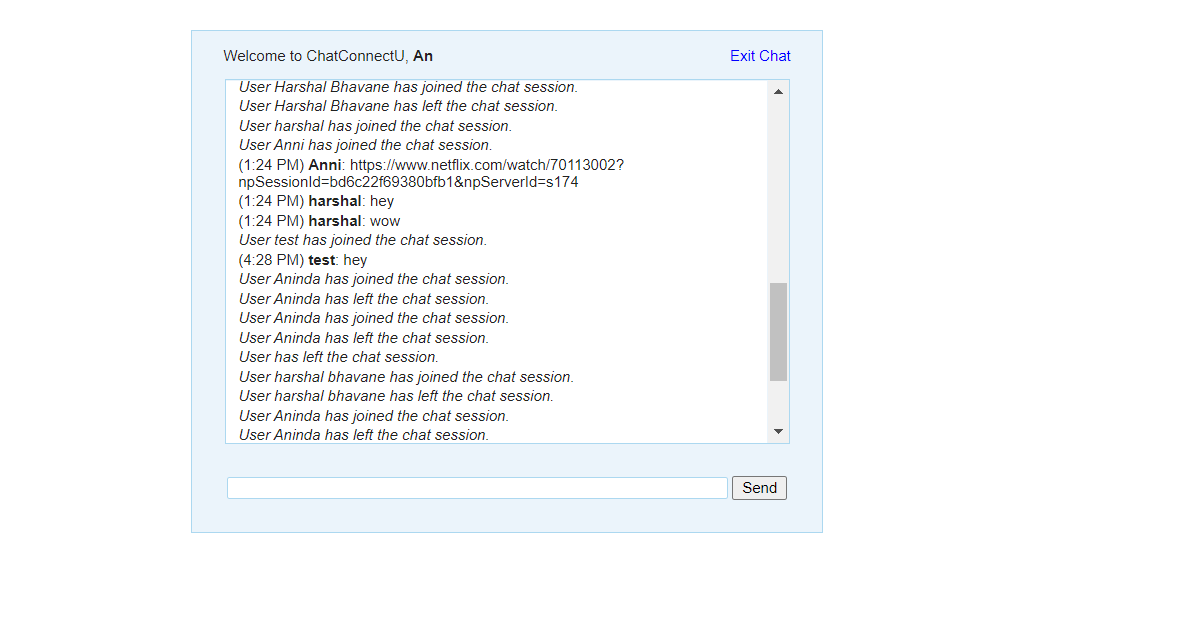 Welcome to ChatConnectU, An
Exit Chat
User Harshal Bhavane has joined the chat session.
User Harshal Bhavane has left the chat session.
User harshal has joined the chat session.
User Anni has joined the chat session.
(1:24 PM) Anni: https://www.netflix.com/watch/70113002?
npSessionId=bd6c22f69380bfb1&npServerId=s174
(1:24 PM) harshal: hey
(1:24 PM) harshal: wow
User test has joined the chat session.
(4:28 PM) test: hey
User Aninda has joined the chat session.
User Aninda has left the chat session.
User Aninda has joined the chat session.
User Aninda has left the chat session.
User has left the chat session.
User harshal bhavane has joined the chat session.
User harshal bhavane has left the chat session.
User Aninda has joined the chat session.
User Aninda has left the chat session.
Send